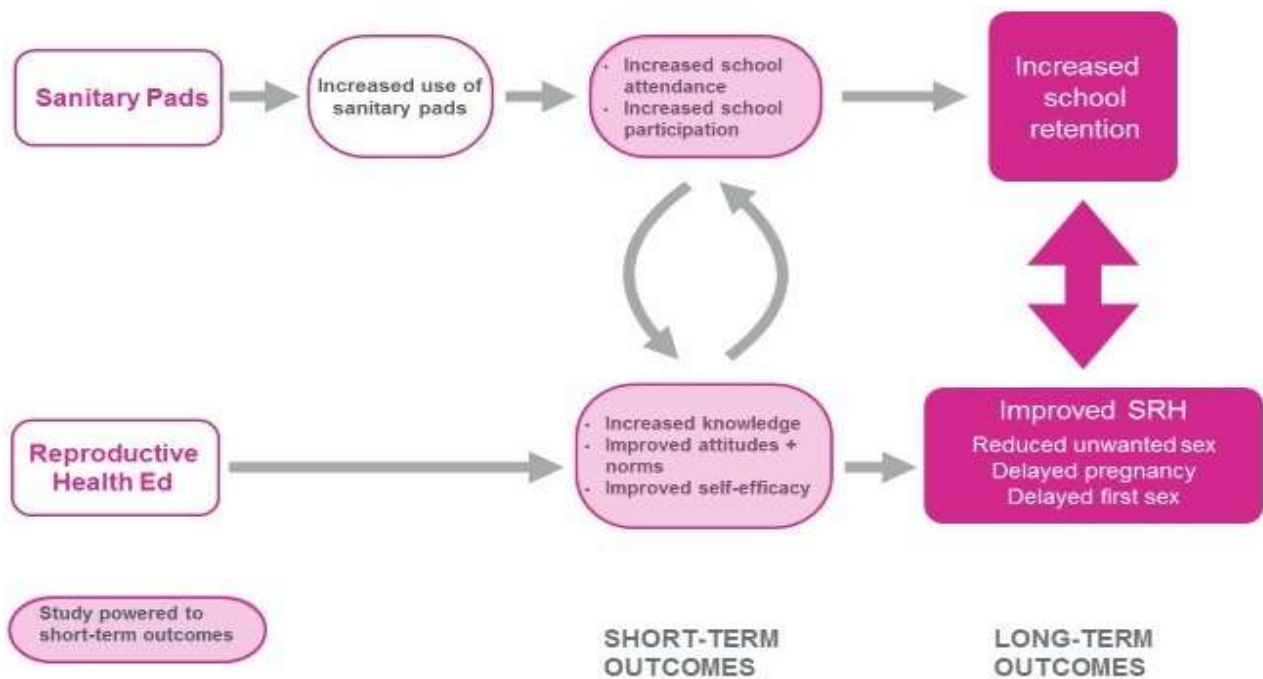 Sanitary Pads
Increased use of
sanitary pads
- Increased school
attendance
- Increased school
participation
Increased
school
retention
Reproductive
Health Ed
- Increased knowledge
- Improved attitudes +
norms
- Improved self-efficacy
Improved SRH
Reduced unwanted sex
Delayed pregnancy
Delayed first sex
Study powered to
short-term outcomes
SHORT-TERM
OUTCOMES
LONG-TERM
OUTCOMES